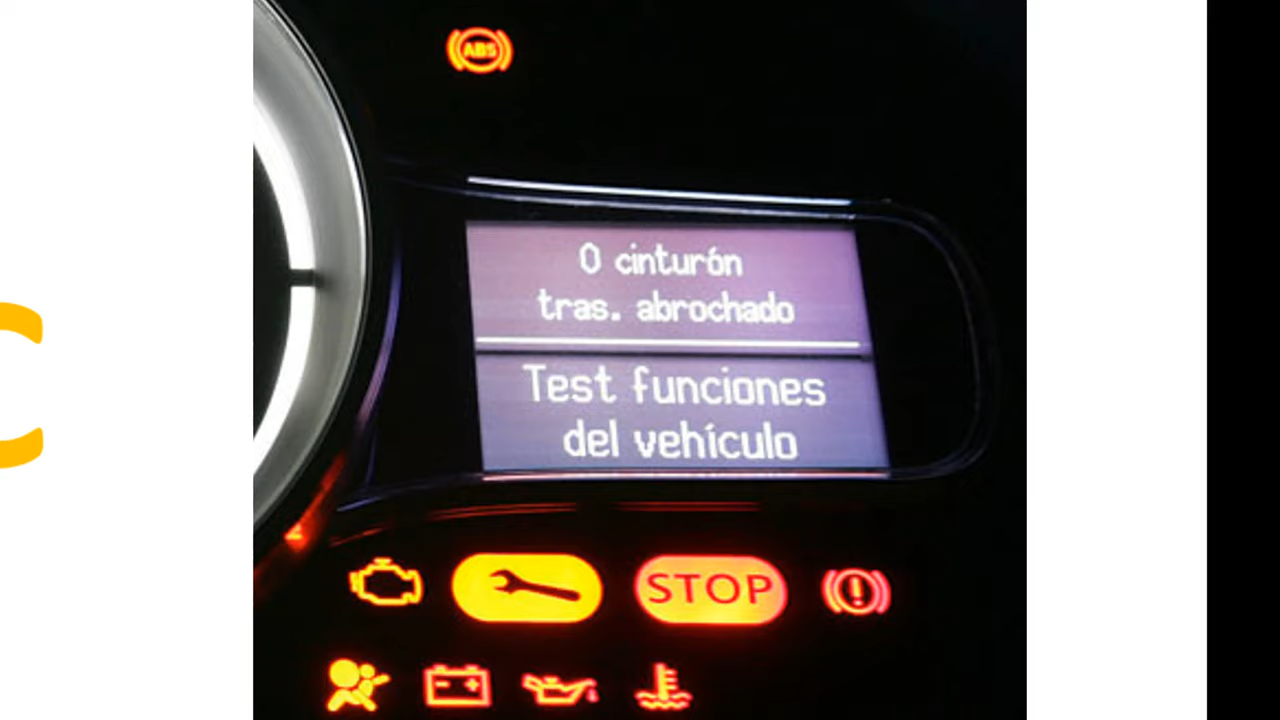 ABS
0 cinturón
tras. abrochado
Test funciones
del vehículo
STOP